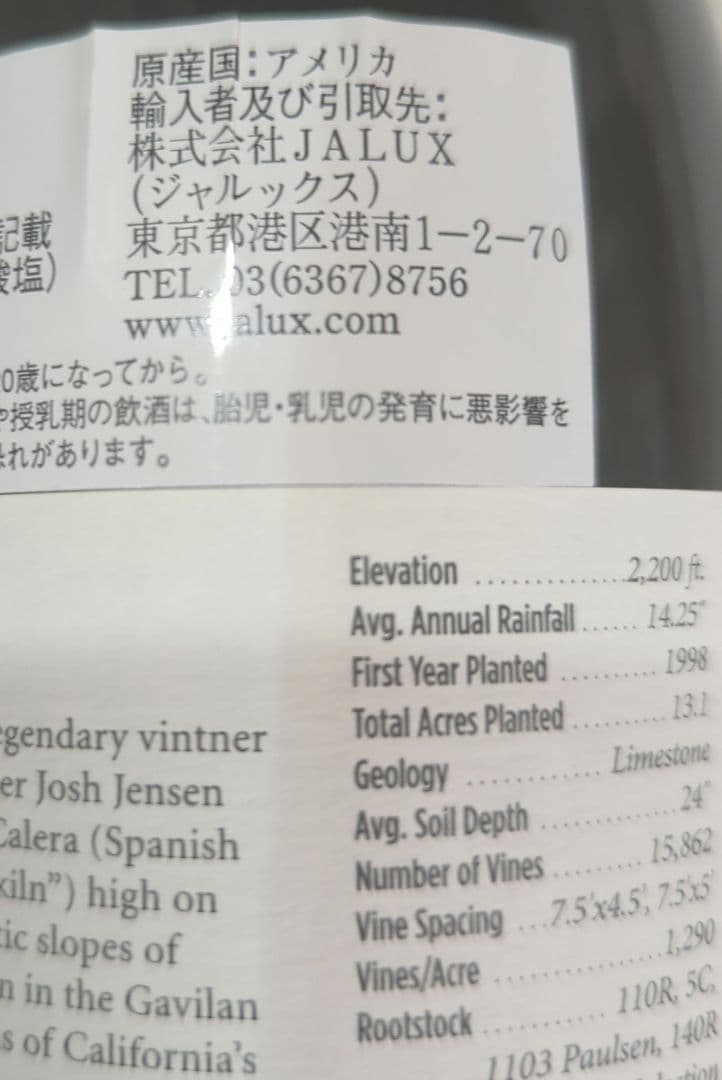 原産国:アメリカ
輸入者及び引取先:
株式会社JALUX
(ジャルックス)
記載
東京都港区港南1-2-70
酸塩)
TEL. 03(6367)8756
www.jalux.com
20歳になってから。
や授乳期の飲酒は、胎児・乳児の発育に悪影響を
恐れがあります。
Elevation ..............2,200 ft.
Avg. Annual Rainfall ...... 14.25"
First Year Planted .......... 1998
Total Acres Planted .......... 13.1
Geology ............ Limestone
Avg. Soil Depth ............ 24"
Number of Vines ......... 15,862
Vine Spacing ...7.5'x4.5', 7.5'x5'
Vines/Acre ................1,290
Rootstock ........... 110R, 5C,
1103 Paulsen, 140R
legendary vintner
er Josh Jensen
Calera (Spanish
kiln") high on
tic slopes of
n in the Gavilan
s of California's